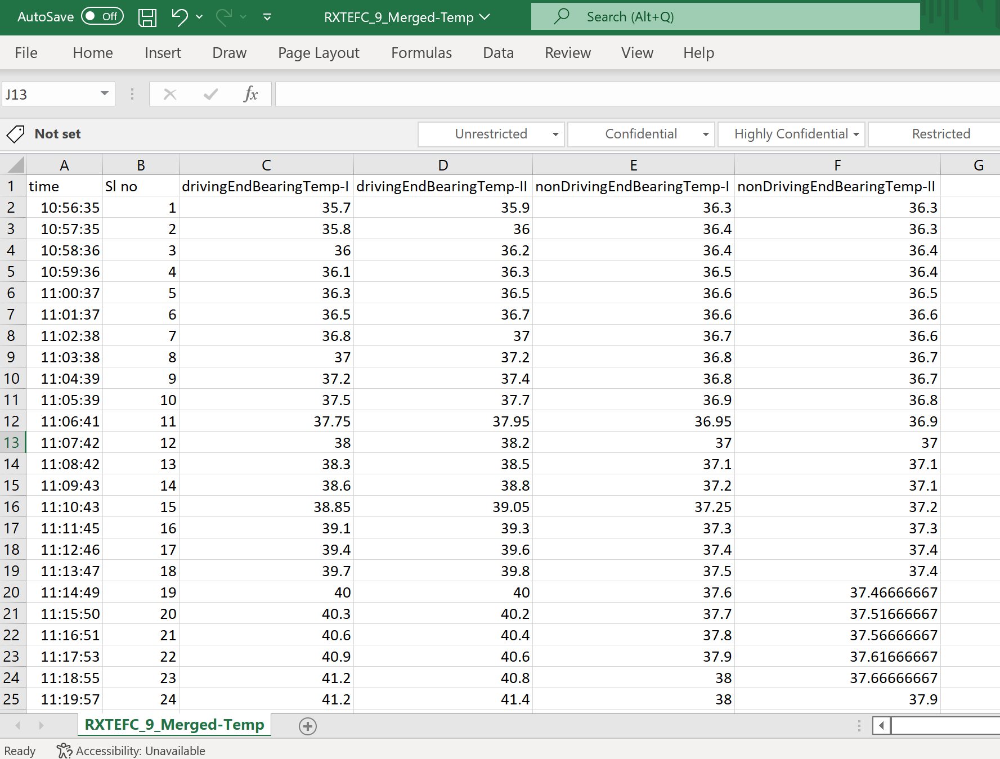 AutoSave Off RXTEFC_9_Merged-Temp Search (Alt+Q)
File Home Insert Draw Page Layout Formulas Data Review View Help
J13 fx
Not set Unrestricted Confidential Highly Confidential Restricted
A B C D E F G
1 time Sl no drivingEndBearingTemp-I drivingEndBearingTemp-II nonDrivingEndBearingTemp-I nonDrivingEndBearingTemp-II
2 10:56:35 1 35.7 35.9 36.3 36.3
3 10:57:35 2 35.8 36 36.4 36.3
4 10:58:36 3 36 36.2 36.4 36.4
5 10:59:36 4 36.1 36.3 36.5 36.4
6 11:00:37 5 36.3 36.5 36.6 36.5
7 11:01:37 6 36.5 36.7 36.6 36.6
8 11:02:38 7 36.8 37 36.7 36.6
9 11:03:38 8 37 37.2 36.8 36.7
10 11:04:39 9 37.2 37.4 36.8 36.7
11 11:05:39 10 37.5 37.7 36.9 36.8
12 11:06:41 11 37.75 37.95 36.95 36.9
13 11:07:42 12 38 38.2 37 37
14 11:08:42 13 38.3 38.5 37.1 37.1
15 11:09:43 14 38.6 38.8 37.2 37.1
16 11:10:43 15 38.85 39.05 37.25 37.2
17 11:11:45 16 39.1 39.3 37.3 37.3
18 11:12:46 17 39.4 39.6 37.4 37.4
19 11:13:47 18 39.7 39.8 37.5 37.4
20 11:14:49 19 40 40 37.6 37.46666667
21 11:15:50 20 40.3 40.2 37.7 37.51666667
22 11:16:51 21 40.6 40.4 37.8 37.56666667
23 11:17:53 22 40.9 40.6 37.9 37.61666667
24 11:18:55 23 41.2 40.8 38 37.66666667
25 11:19:57 24 41.2 41.4 38 37.9
RXTEFC_9_Merged-Temp
Ready Accessibility: Unavailable